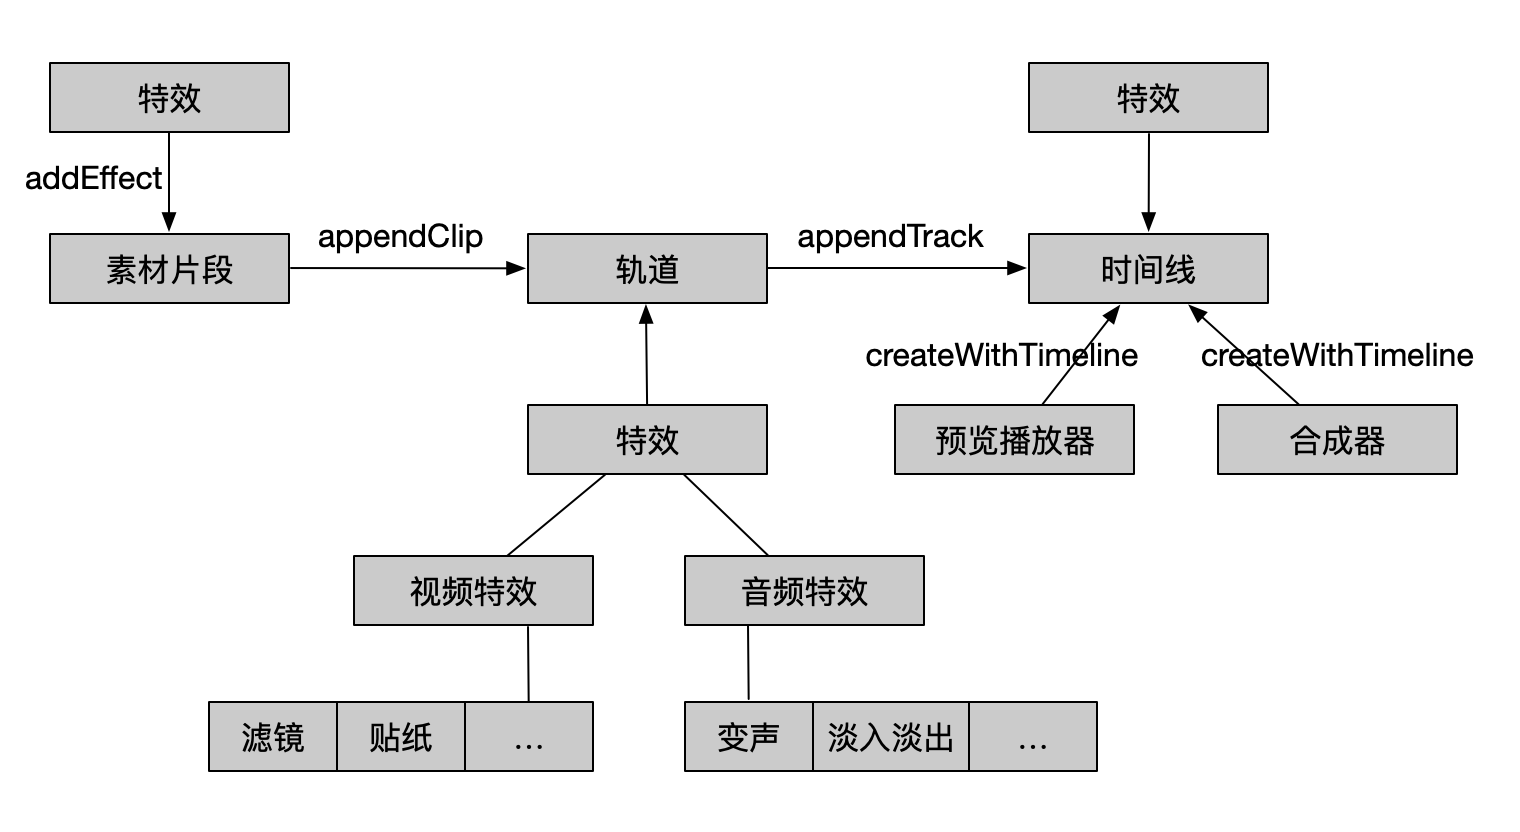 特效
特效
addEffect
appendClip
appendTrack
素材片段
轨道
时间线
createWithTimeline
createWithTimeline
特效
预览播放器
合成器
视频特效
音频特效
滤镜
贴纸
...
变声
淡入淡出
...